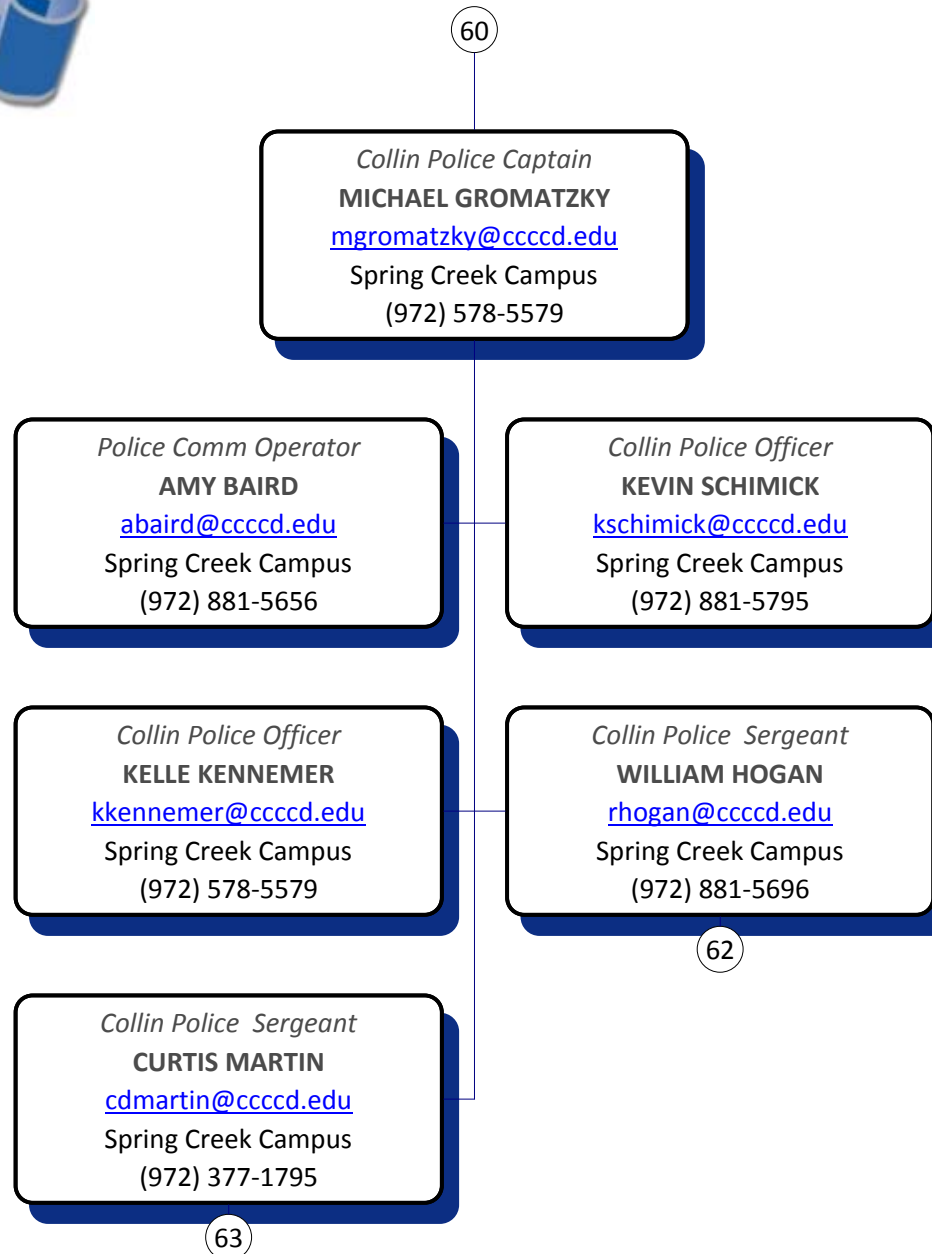 60
Collin Police Captain
MICHAEL GROMATZKY
mgromatzky@ccccd.edu
Spring Creek Campus
(972) 578-5579
Police Comm Operator
AMY BAIRD
abaird@ccccd.edu
Spring Creek Campus
(972) 881-5656
Collin Police Officer
KEVIN SCHIMICK
kschimick@ccccd.edu
Spring Creek Campus
(972) 881-5795
Collin Police Officer
KELLE KENNEMER
kkennemer@ccccd.edu
Spring Creek Campus
(972) 578-5579
Collin Police  Sergeant
WILLIAM HOGAN
rhogan@ccccd.edu
Spring Creek Campus
(972) 881-5696
62
Collin Police  Sergeant
CURTIS MARTIN
cdmartin@ccccd.edu
Spring Creek Campus
(972) 377-1795
63